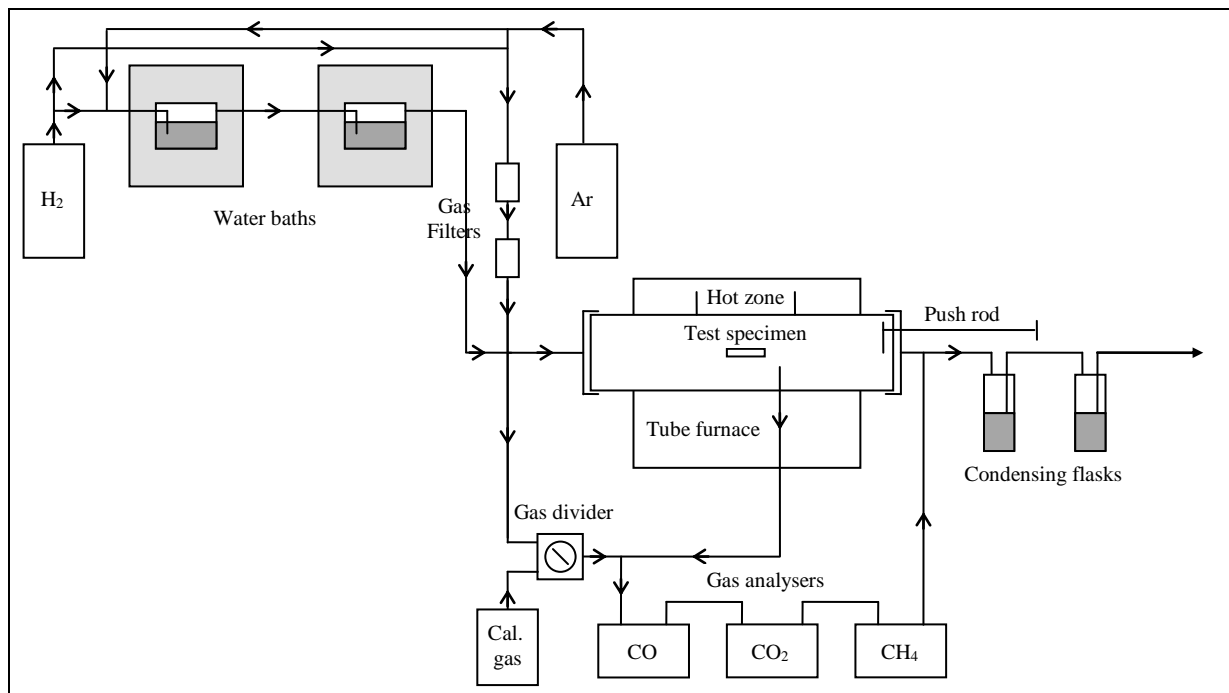 H₂
Water baths
Gas
Filters
Ar
Hot zone
Test specimen
Push rod
Tube furnace
Condensing flasks
Gas divider
Gas analysers
Cal.
gas
CO
CO₂
CH₄